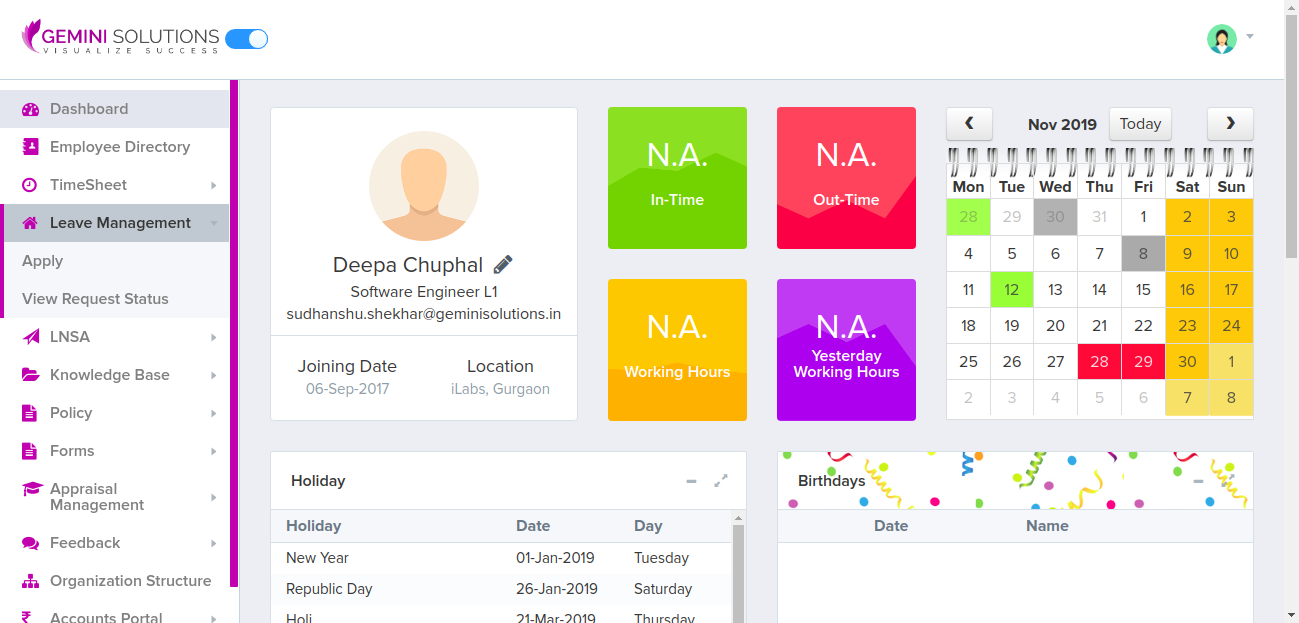 GEMINI SOLUTIONS
VISUALIZE SUCCESS
Dashboard
Employee Directory
TimeSheet
Leave Management
Apply
View Request Status
LNSA
Knowledge Base
Policy
Forms
Appraisal
Management
Feedback
Organization Structure
Accounts Portal
Deepa Chuphal
Software Engineer L1
sudhanshu.shekhar@geminisolutions.in
Joining Date Location
06-Sep-2017 iLabs, Gurgaon
N.A.
In-Time
N.A.
Out-Time
N.A.
Working Hours
N.A.
Yesterday
Working Hours
Nov 2019 Today
Mon Tue Wed Thu Fri Sat Sun
28 29 30 31 1 2 3
4 5 6 7 8 9 10
11 12 13 14 15 16 17
18 19 20 21 22 23 24
25 26 27 28 29 30 1
2 3 4 5 6 7 8
Holiday
Holiday Date Day
New Year 01-Jan-2019 Tuesday
Republic Day 26-Jan-2019 Saturday
Holi 21-Mar-2019 Thursday
Birthdays
Date Name